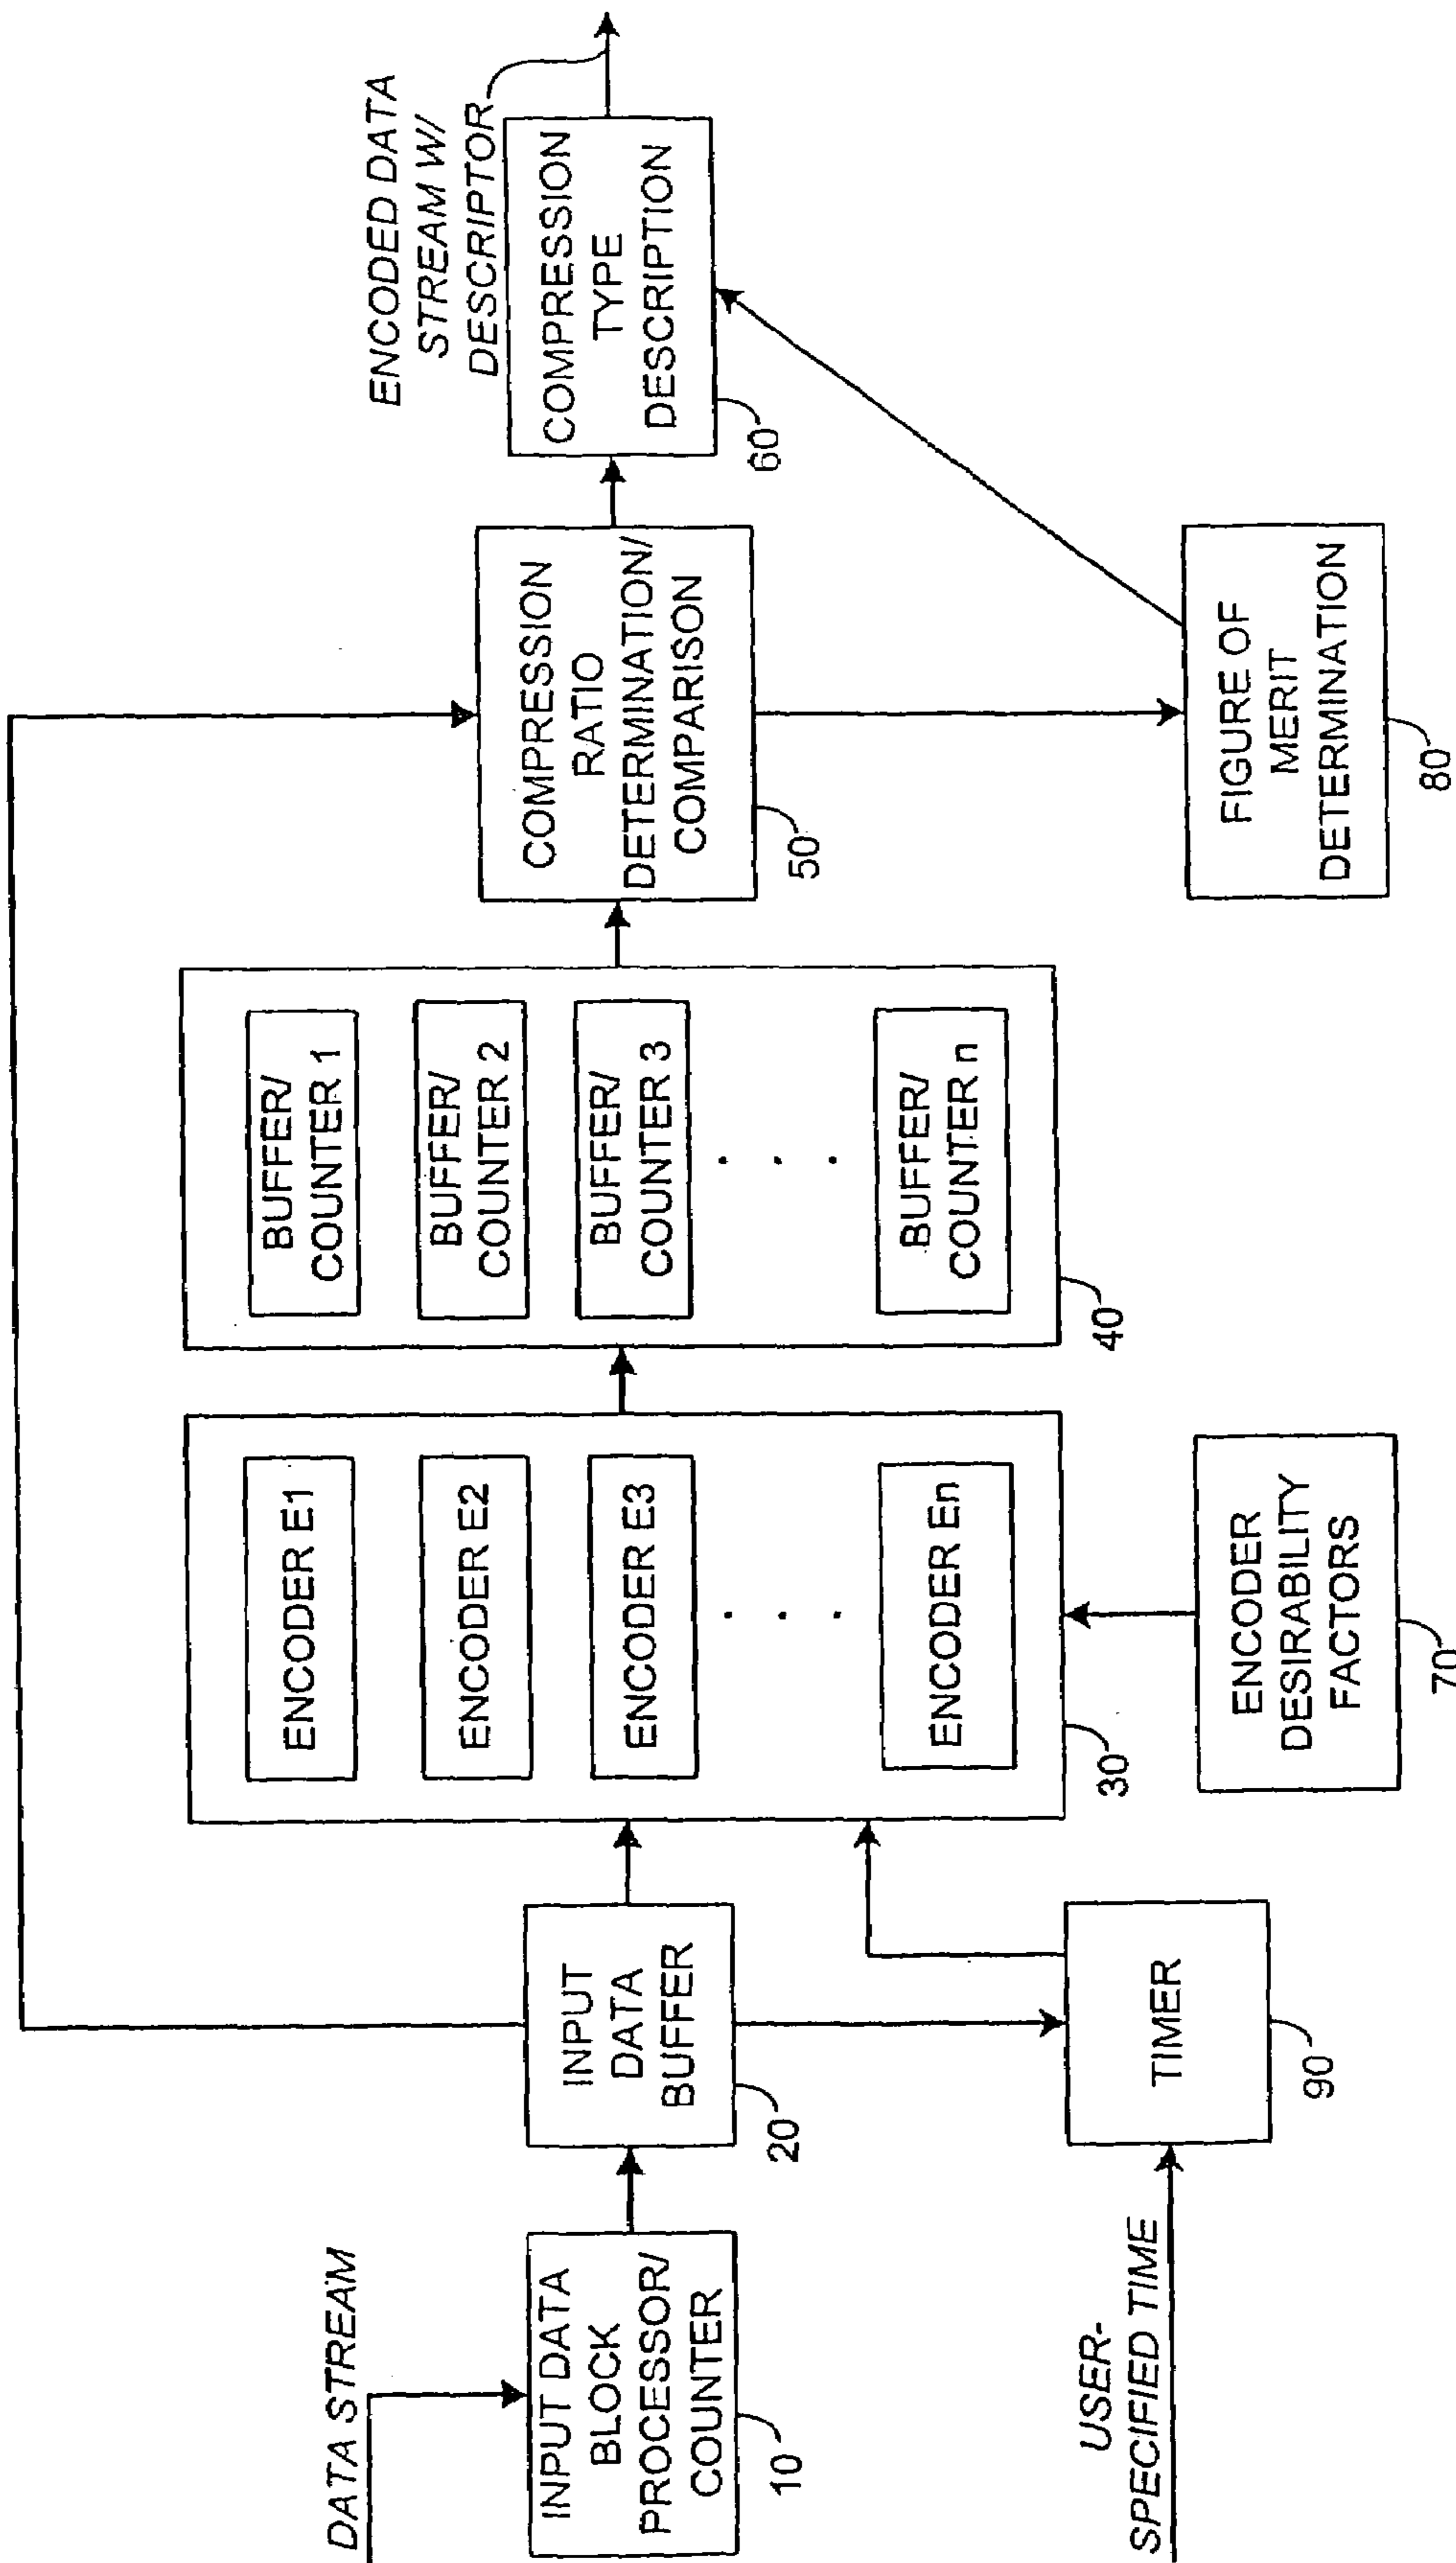 DATA STREAM
INPUT DATA
BLOCK
PROCESSOR/
COUNTER
10
INPUT
DATA
BUFFER
20
USER-
SPECIFIED TIME
TIMER
90
ENCODER E1
ENCODER E2
ENCODER E3
. . .
ENCODER En
30
ENCODER
DESIRABILITY
FACTORS
70
BUFFER/
COUNTER 1
BUFFER/
COUNTER 2
BUFFER/
COUNTER 3
. . .
BUFFER/
COUNTER n
40
COMPRESSION
RATIO
DETERMINATION/
COMPARISON
50
FIGURE OF
MERIT
DETERMINATION
80
COMPRESSION
TYPE
DESCRIPTION
60
ENCODED DATA
STREAM W/
DESCRIPTOR